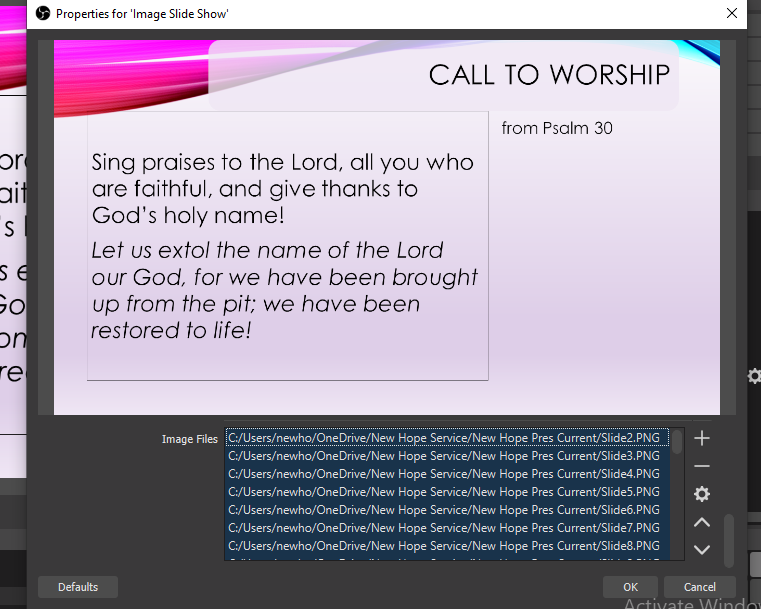 Properties for 'Image Slide Show'
CALL TO WORSHIP
from Psalm 30
Sing praises to the Lord, all you who
are faithful, and give thanks to
God's holy name!
Let us extol the name of the Lord
our God, for we have been brought
up from the pit; we have been
restored to life!
Image Files
C:/Users/newho/OneDrive/New Hope Service/New Hope Pres Current/Slide2.PNG
C:/Users/newho/OneDrive/New Hope Service/New Hope Pres Current/Slide3.PNG
C:/Users/newho/OneDrive/New Hope Service/New Hope Pres Current/Slide4.PNG
C:/Users/newho/OneDrive/New Hope Service/New Hope Pres Current/Slide5.PNG
C:/Users/newho/OneDrive/New Hope Service/New Hope Pres Current/Slide6.PNG
C:/Users/newho/OneDrive/New Hope Service/New Hope Pres Current/Slide7.PNG
C:/Users/newho/OneDrive/New Hope Service/New Hope Pres Current/Slide8.PNG
Defaults
OK
Cancel
Activate Window